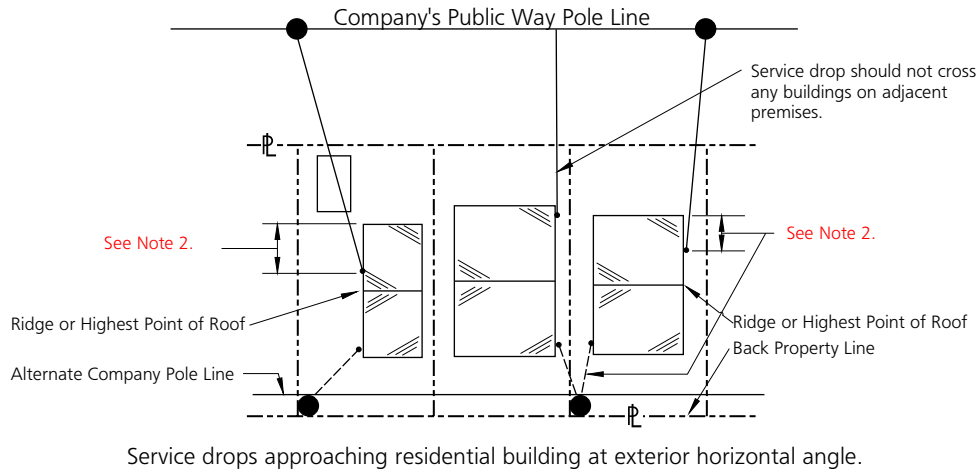 Company's Public Way Pole Line
Service drop should not cross
any buildings on adjacent
premises.
PL
See Note 2.
See Note 2.
Ridge or Highest Point of Roof
Ridge or Highest Point of Roof
Back Property Line
Alternate Company Pole Line
PL
Service drops approaching residential building at exterior horizontal angle.